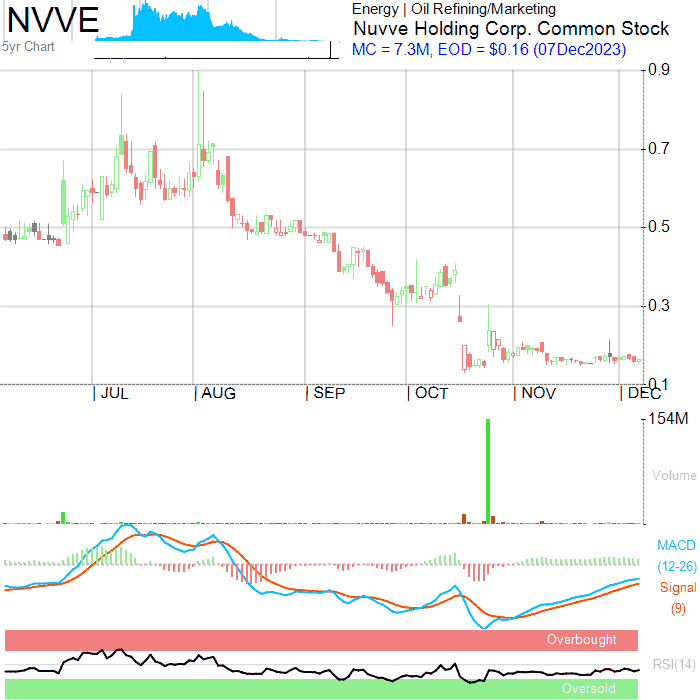 NVVE
5yr Chart
Energy | Oil Refining/Marketing
Nuvve Holding Corp. Common Stock
MC = 7.3M, EOD = $0.16 (07Dec2023)
0.9
0.7
0.5
0.3
0.1
JUL AUG SEP OCT NOV DEC
154M
Volume
MACD
(12-26)
Signal
(9)
Overbought
RSI(14)
Oversold